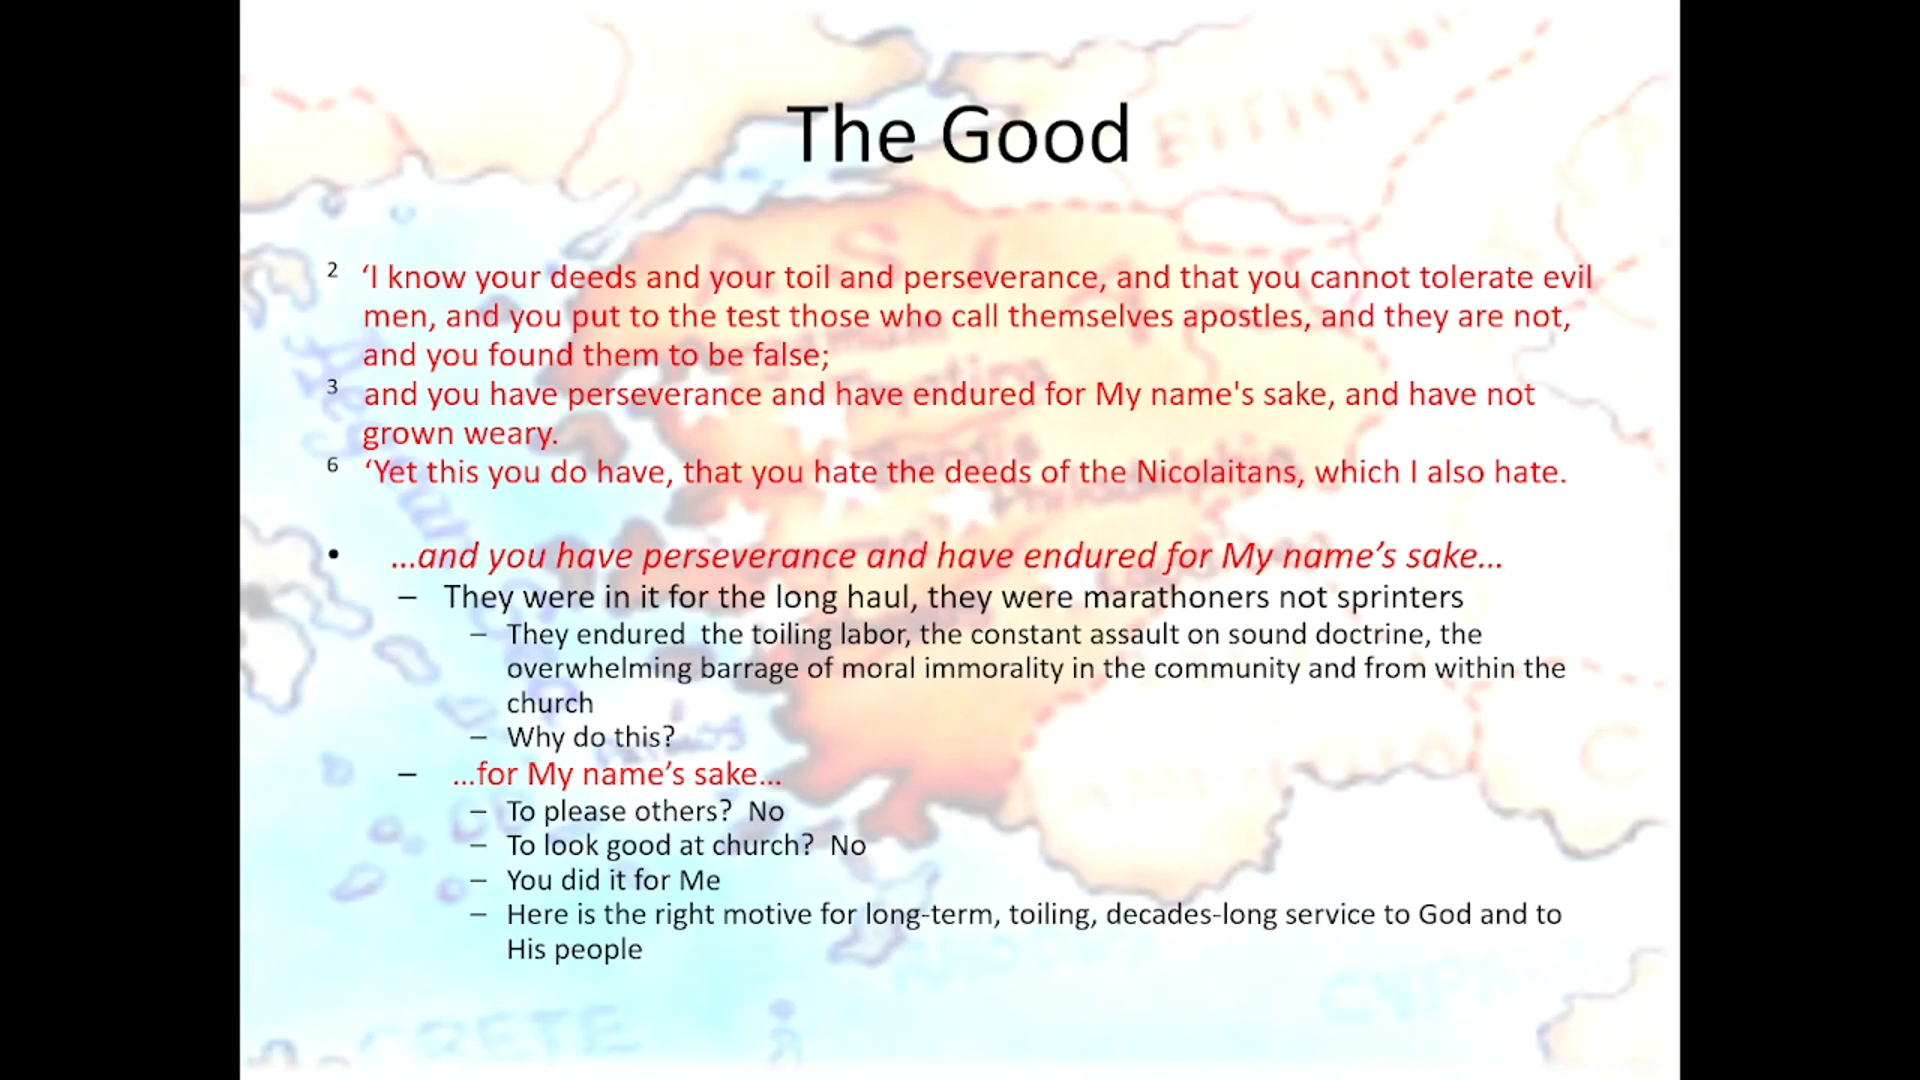 The Good
2 ‘I know your deeds and your toil and perseverance, and that you cannot tolerate evil
men, and you put to the test those who call themselves apostles, and they are not,
and you found them to be false;
3 and you have perseverance and have endured for My name's sake, and have not
grown weary.
6 ‘Yet this you do have, that you hate the deeds of the Nicolaitans, which I also hate.
• …and you have perseverance and have endured for My name’s sake…
– They were in it for the long haul, they were marathoners not sprinters
– They endured  the toiling labor, the constant assault on sound doctrine, the
overwhelming barrage of moral immorality in the community and from within the
church
– Why do this?
– …for My name’s sake…
– To please others?  No
– To look good at church?  No
– You did it for Me
– Here is the right motive for long-term, toiling, decades-long service to God and to
His people
ASIA
CRETE